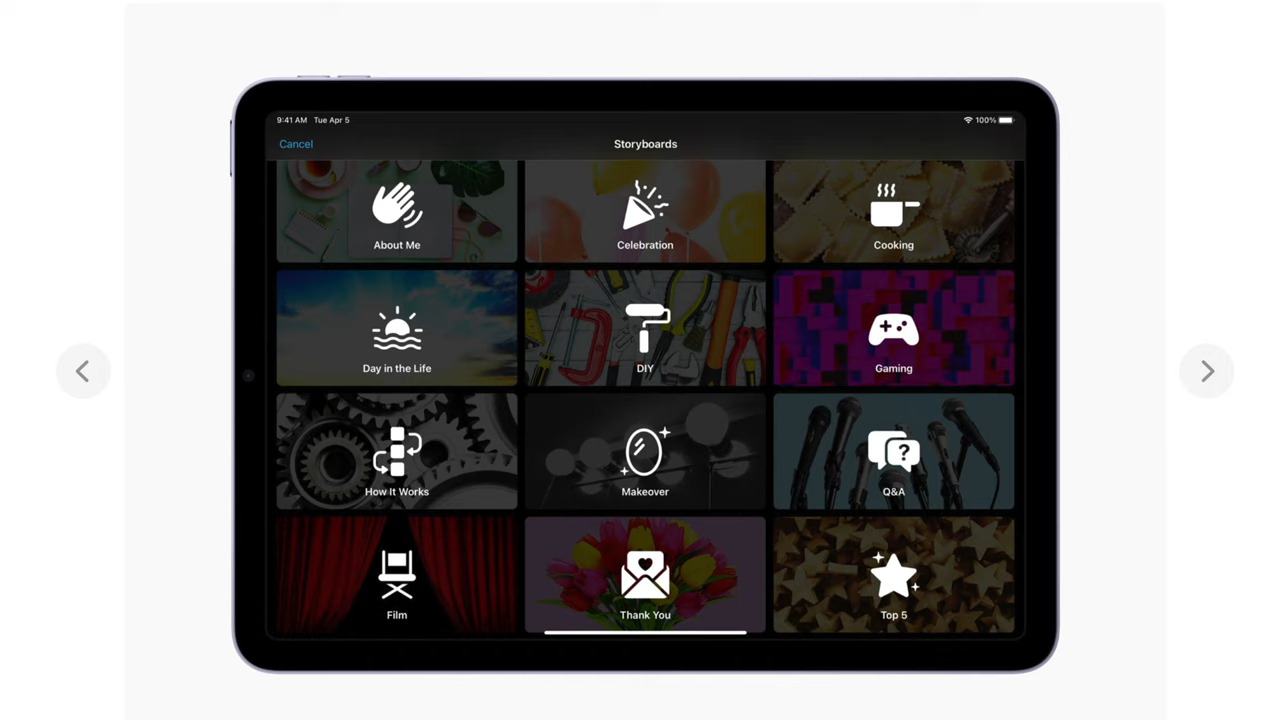 9:41 AM Tue Apr 5
100%
Cancel
Storyboards
About Me
Celebration
Cooking
Day in the Life
DIY
Gaming
How It Works
Makeover
Q&A
Film
Thank You
Top 5